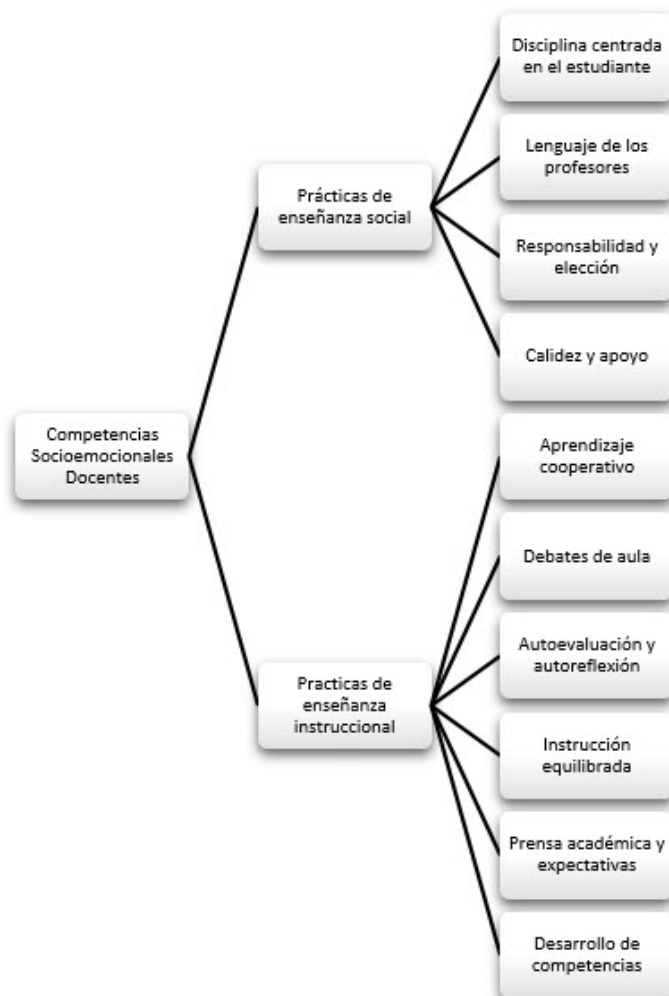 Competencias
Socioemocionales
Docentes
Prácticas de
enseñanza social
Disciplina centrada
en el estudiante
Lenguaje de los
profesores
Responsabilidad y
elección
Calidez y apoyo
Practicas de
enseñanza
instruccional
Aprendizaje
cooperativo
Debates de aula
Autoevaluación y
autoreflexión
Instrucción
equilibrada
Prensa académica y
expectativas
Desarrollo de
competencias